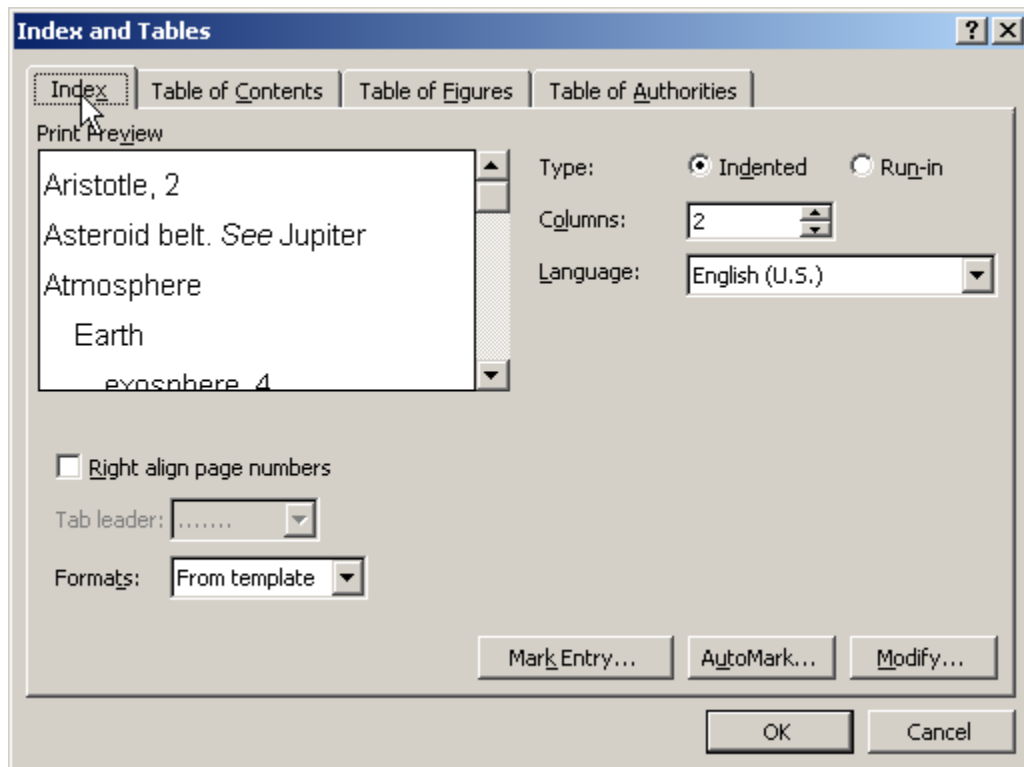 Index and Tables
Index Table of Contents Table of Figures Table of Authorities
Print Preview
Aristotle, 2
Asteroid belt. See Jupiter
Atmosphere
Earth
exosphere, 4
Type: Indented Run-in
Columns: 2
Language: English (U.S.)
Right align page numbers
Tab leader: .......
Formats: From template
Mark Entry... AutoMark... Modify...
OK Cancel